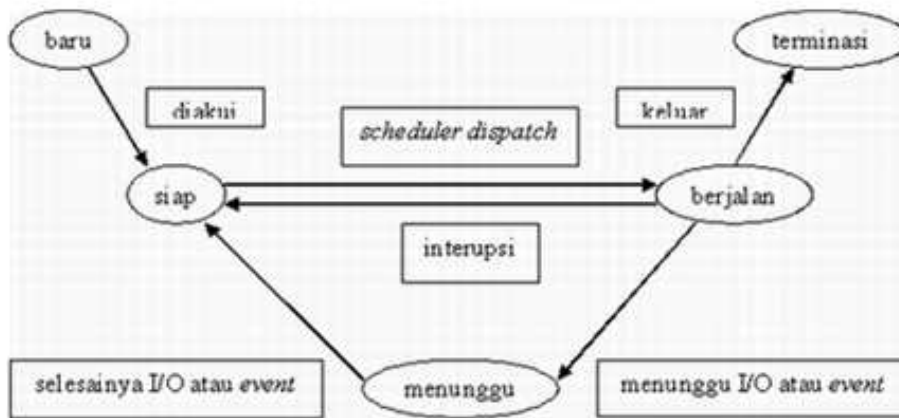 baru
terminasi
diakui
scheduler dispatch
keluar
siap
berjalan
interupsi
selesainya I/O atau event
menunggu
menunggu I/O atau event